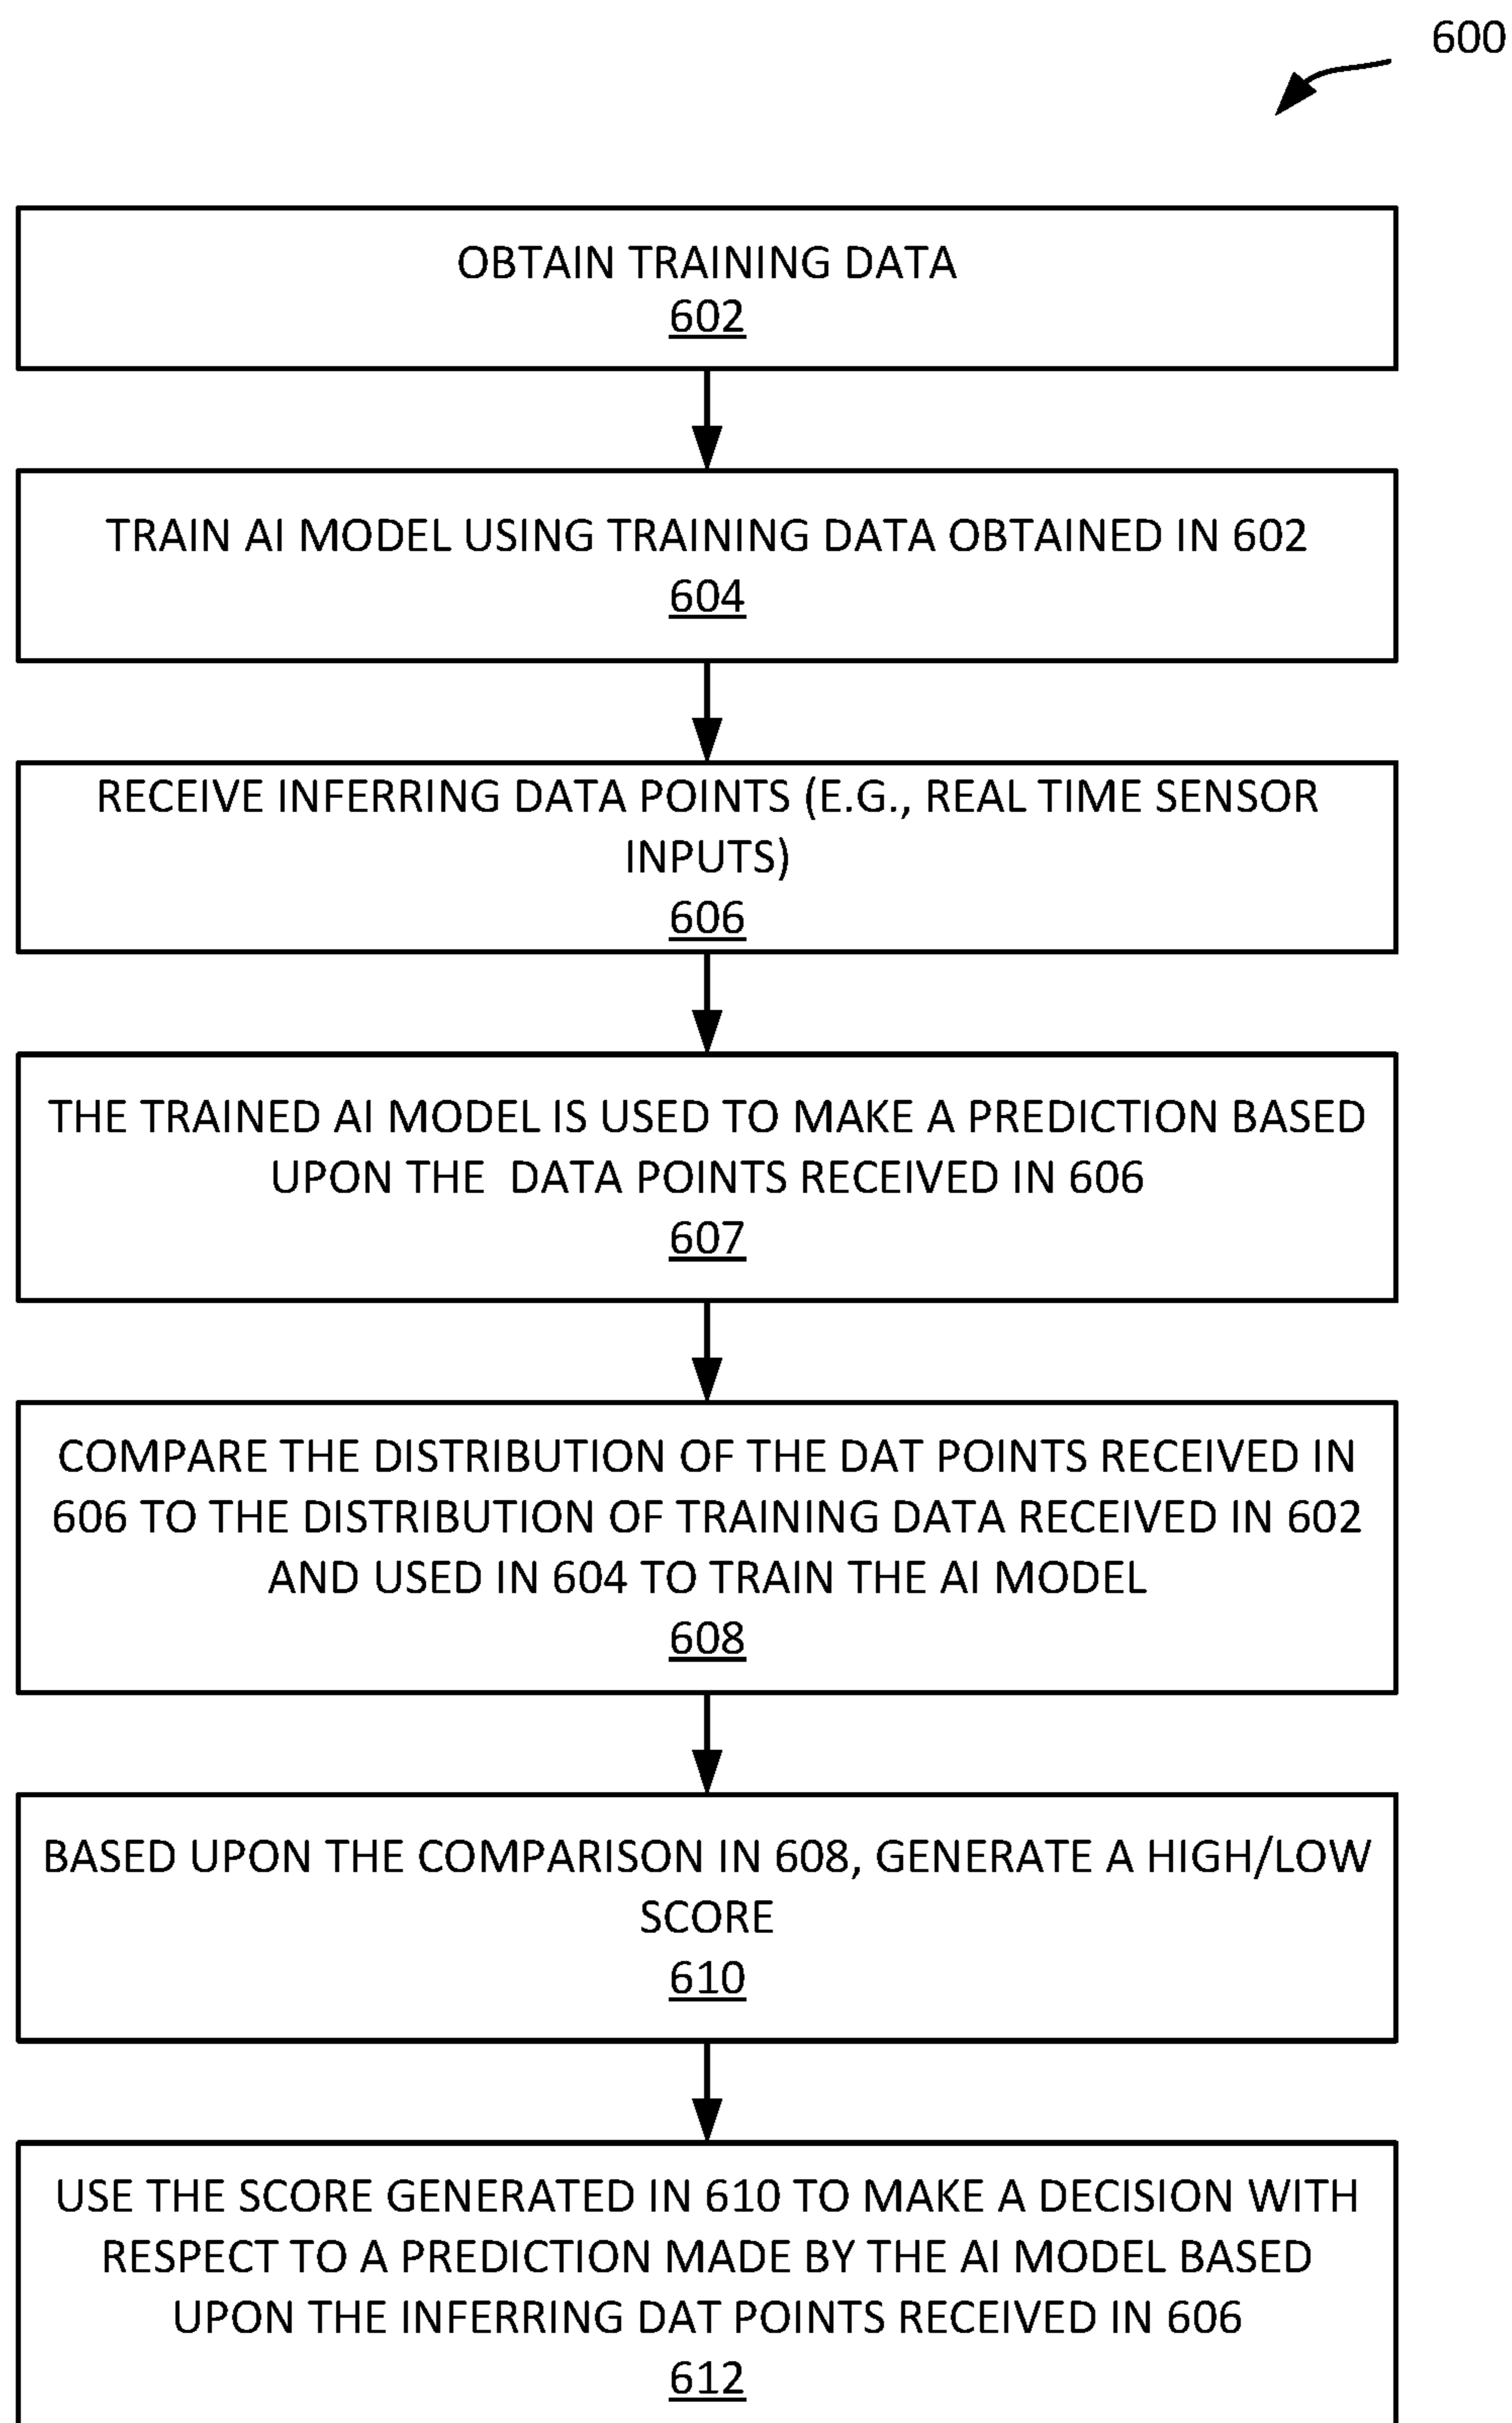 600
OBTAIN TRAINING DATA
602
TRAIN AI MODEL USING TRAINING DATA OBTAINED IN 602
604
RECEIVE INFERRING DATA POINTS (E.G., REAL TIME SENSOR
INPUTS)
606
THE TRAINED AI MODEL IS USED TO MAKE A PREDICTION BASED
UPON THE DATA POINTS RECEIVED IN 606
607
COMPARE THE DISTRIBUTION OF THE DAT POINTS RECEIVED IN
606 TO THE DISTRIBUTION OF TRAINING DATA RECEIVED IN 602
AND USED IN 604 TO TRAIN THE AI MODEL
608
BASED UPON THE COMPARISON IN 608, GENERATE A HIGH/LOW
SCORE
610
USE THE SCORE GENERATED IN 610 TO MAKE A DECISION WITH
RESPECT TO A PREDICTION MADE BY THE AI MODEL BASED
UPON THE INFERRING DAT POINTS RECEIVED IN 606
612